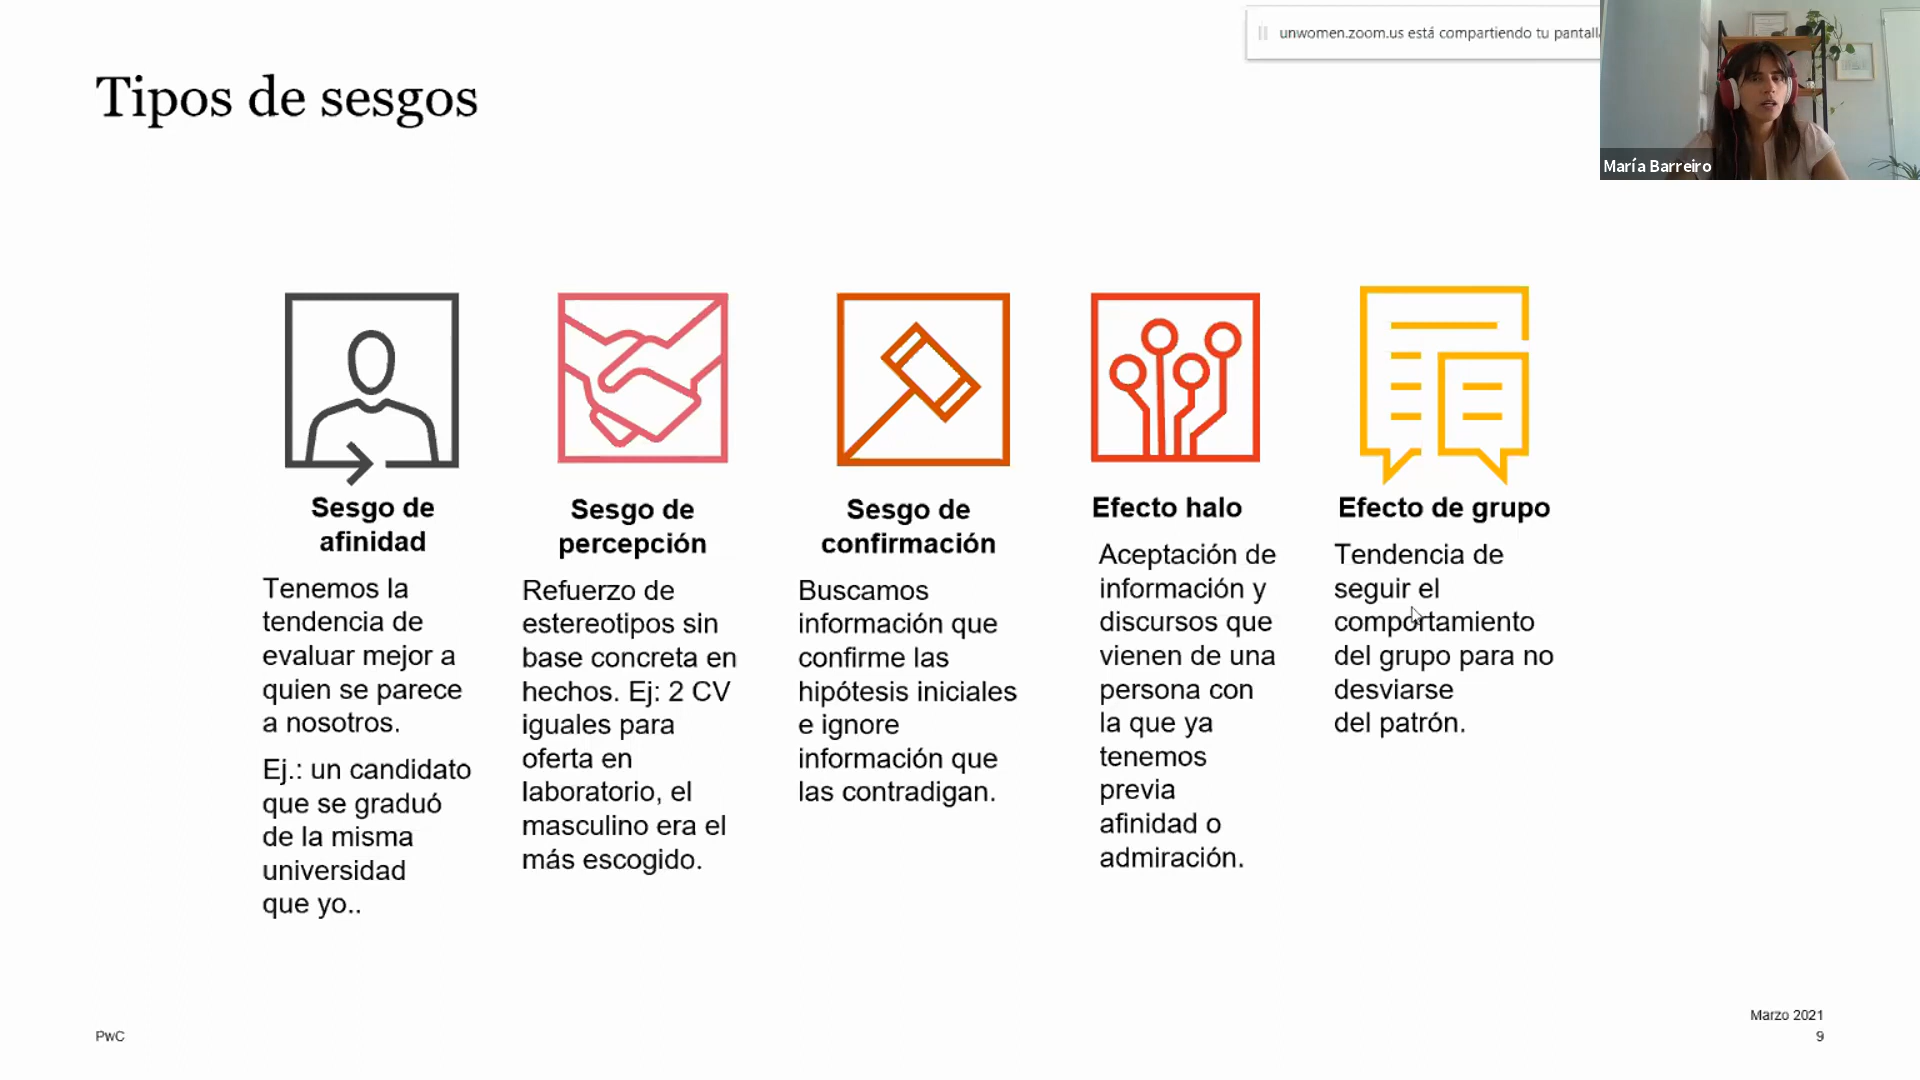 unwomen.zoom.us está compartiendo tu pantall
María Barreiro
Tipos de sesgos
Sesgo de
afinidad
Tenemos la
tendencia de
evaluar mejor a
quien se parece
a nosotros.
Ej.: un candidato
que se graduó
de la misma
universidad
que yo..
Sesgo de
percepción
Refuerzo de
estereotipos sin
base concreta en
hechos. Ej: 2 CV
iguales para
oferta en
laboratorio, el
masculino era el
más escogido.
Sesgo de
confirmación
Buscamos
información que
confirme las
hipótesis iniciales
e ignore
información que
las contradigan.
Efecto halo
Aceptación de
información y
discursos que
vienen de una
persona con
la que ya
tenemos
previa
afinidad o
admiración.
Efecto de grupo
Tendencia de
seguir el
comportamiento
del grupo para no
desviarse
del patrón.
PwC
Marzo 2021
9